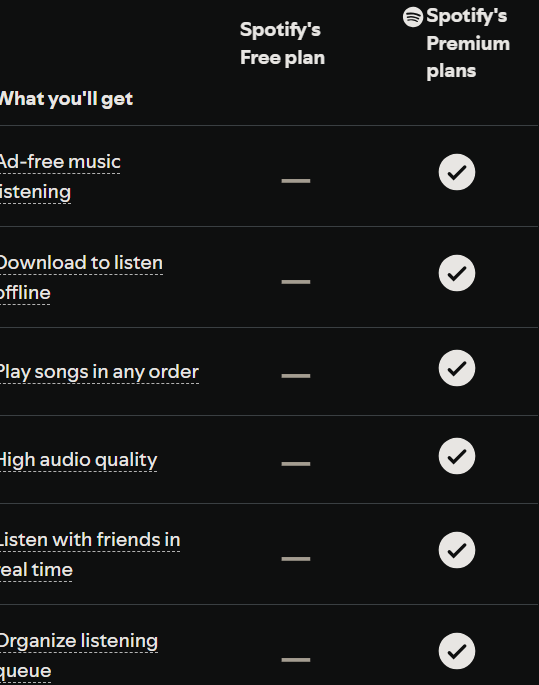 Spotify's
Free plan
Spotify's
Premium
plans
What you'll get
Ad-free music
listening
Download to listen
offline
Play songs in any order
High audio quality
Listen with friends in
real time
Organize listening
queue